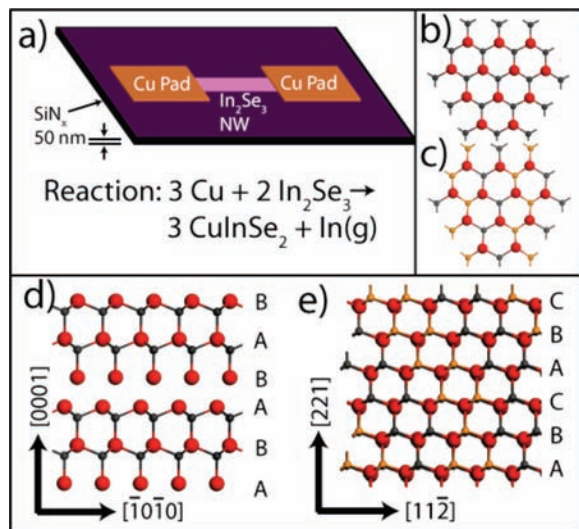 a)
Cu Pad
Cu Pad
In₂Se₃
NW
SiNₓ
50 nm
Reaction: 3 Cu + 2 In₂Se₃→
3 CuInSe₂ + In(g)
b)
c)
d)
B
A
B
A
B
A
[0001]
[1̅01̅0]
e)
C
B
A
C
B
A
[221]
[112̅]